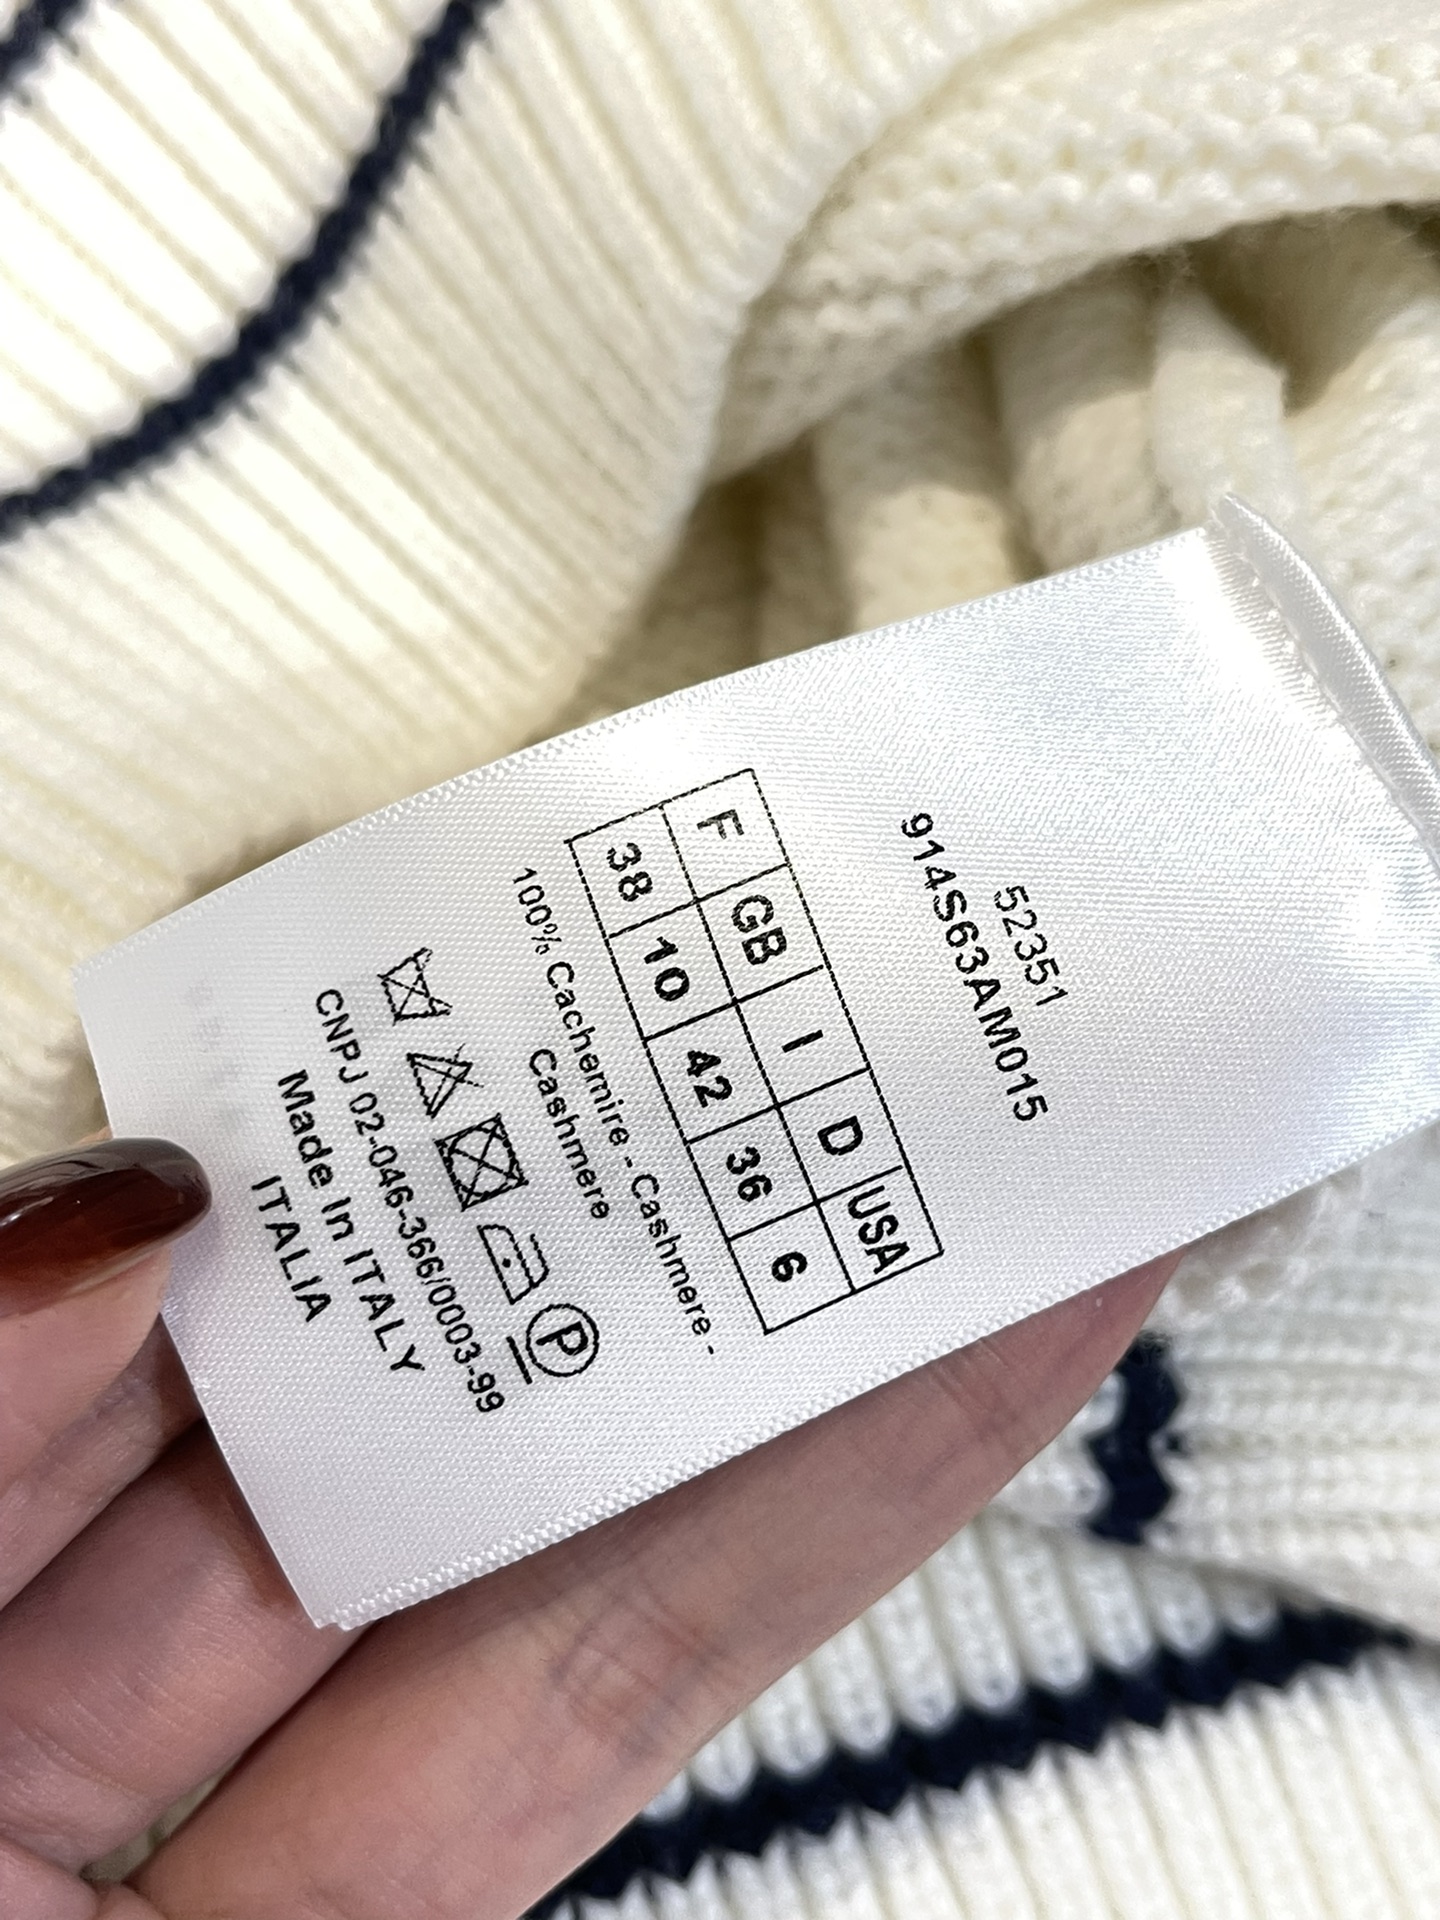 52351
914S63AM015
F GB I D USA
38 10 42 36 6
100% Cachemire - Cashmere -
Cashmere
P
CNPJ 02-046-366/0003-99
Made In ITALY
ITALIA